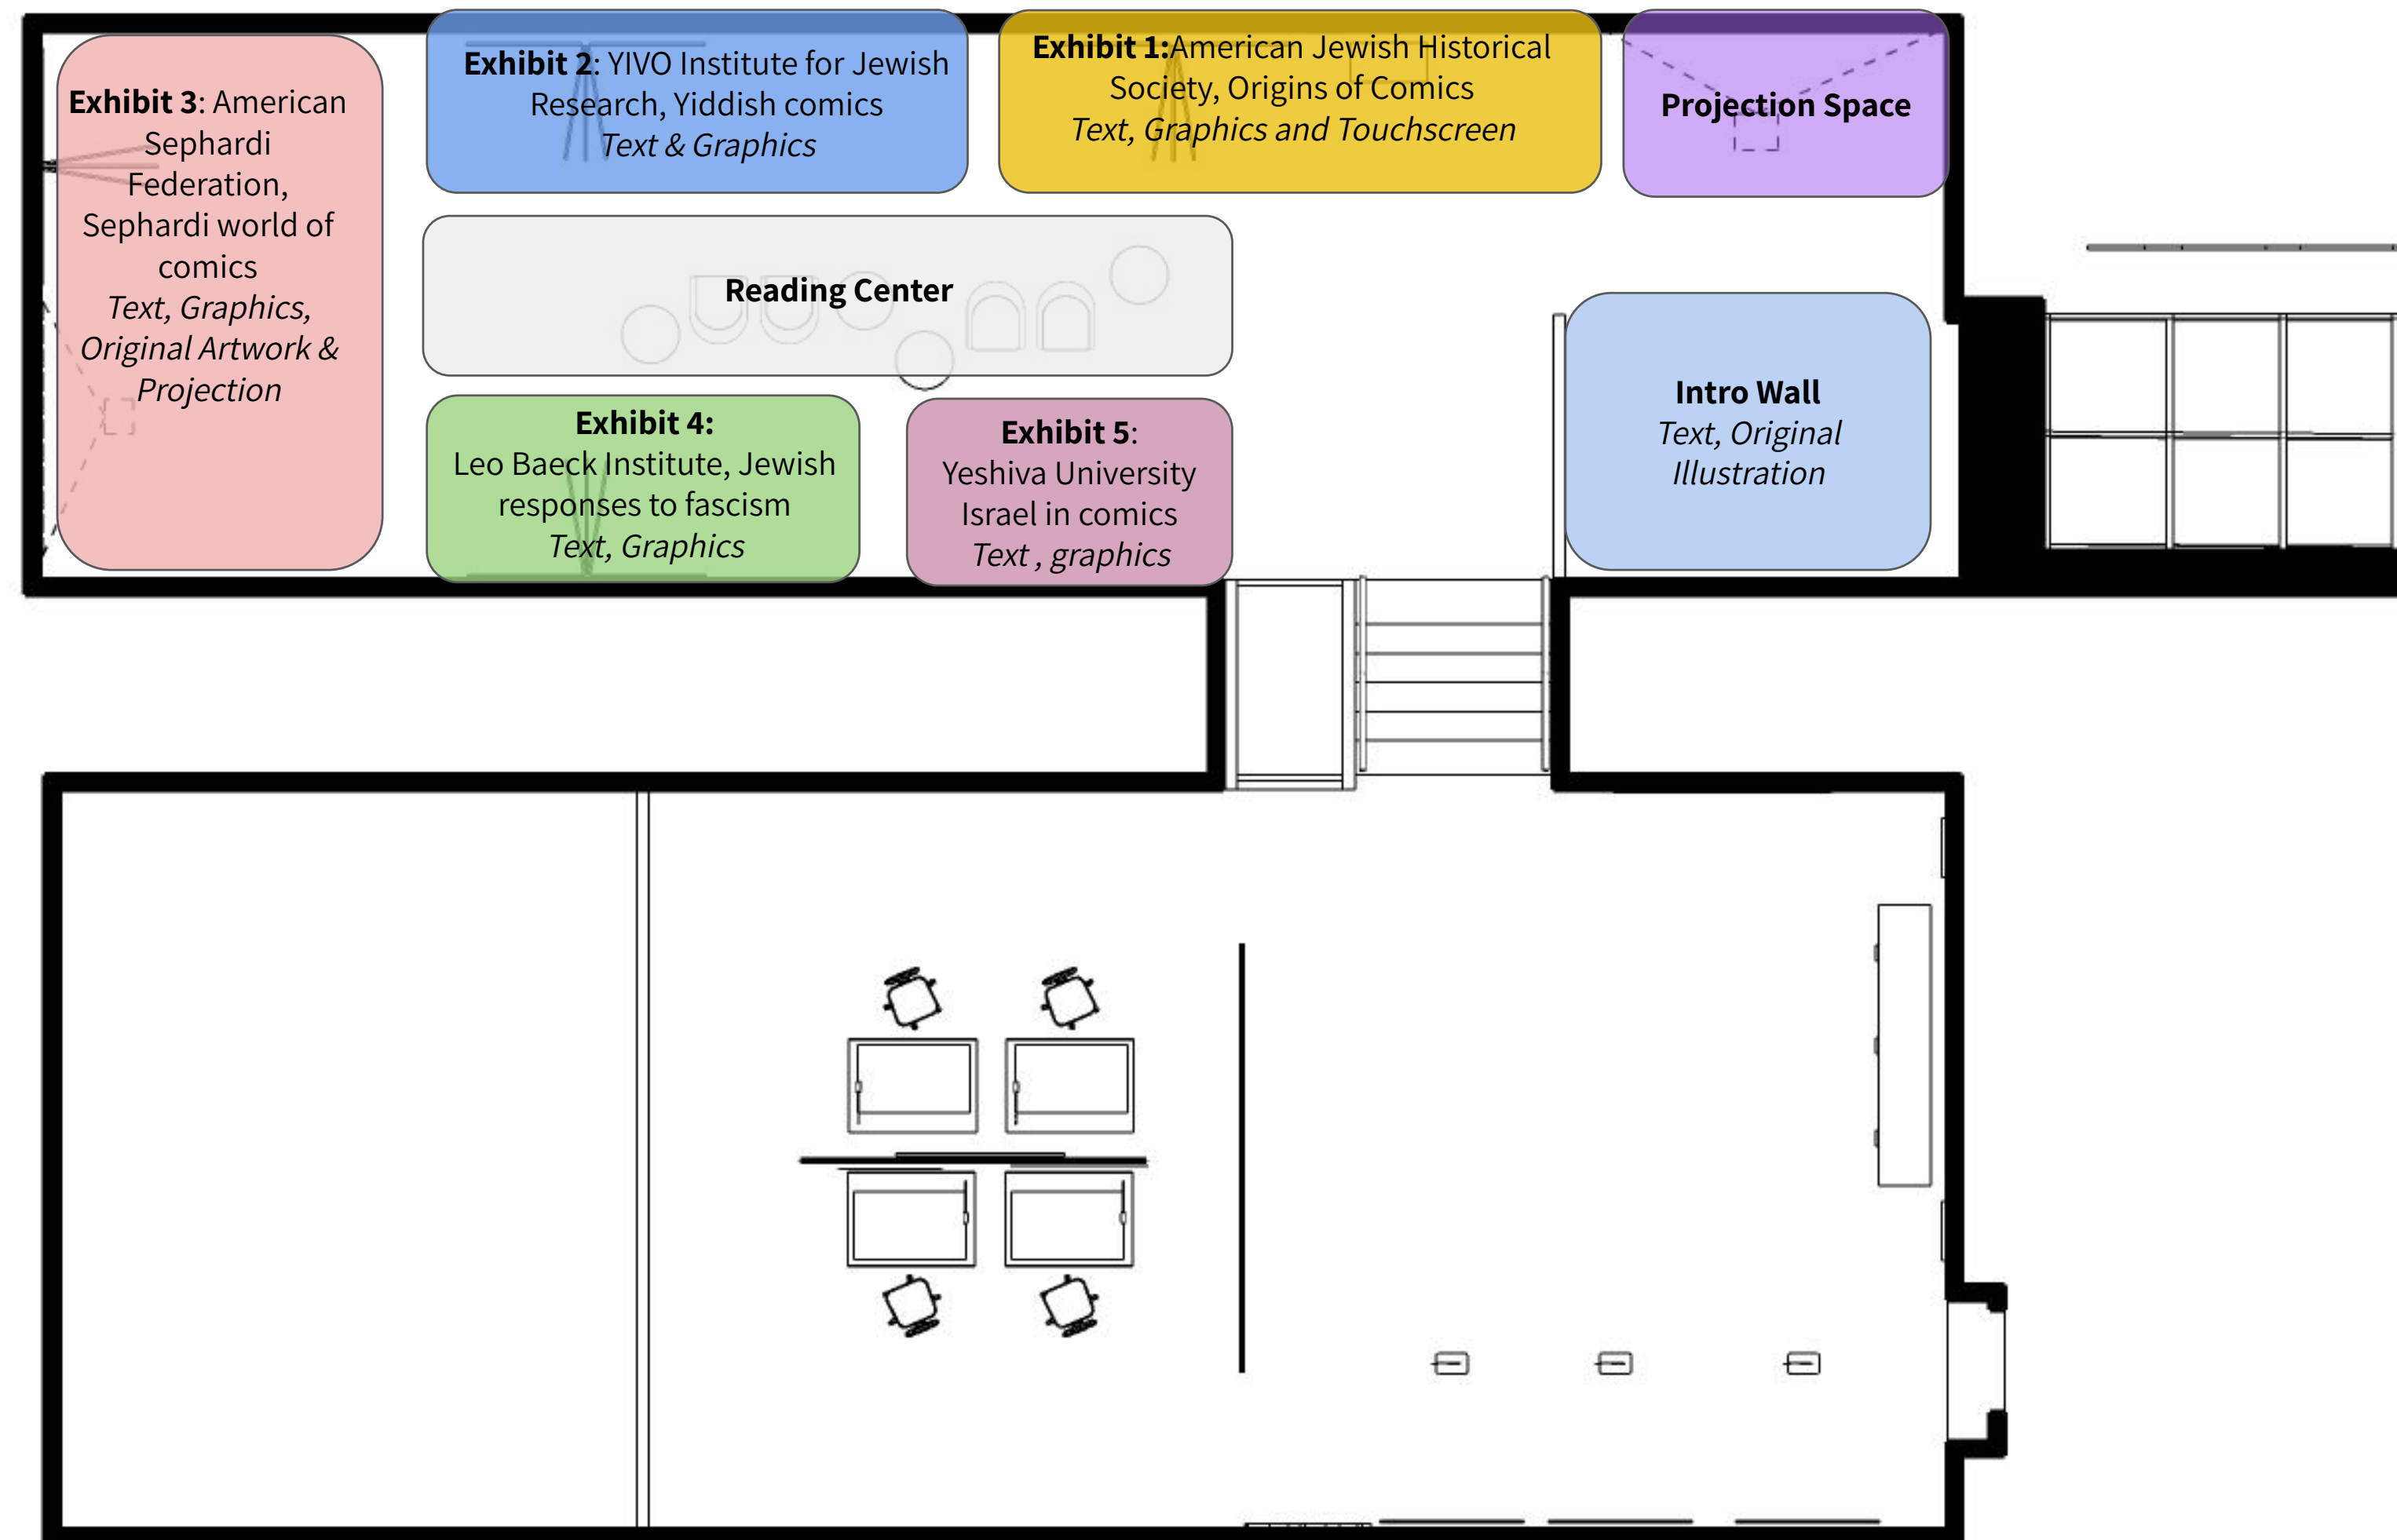 Exhibit 3: American
Sephardi
Federation,
Sephardi world of
comics
Text, Graphics,
Original Artwork &
Projection
Exhibit 2: YIVO Institute for Jewish
Research, Yiddish comics
Text & Graphics
Exhibit 1:American Jewish Historical
Society, Origins of Comics
Text, Graphics and Touchscreen
Projection Space
Reading Center
Exhibit 4:
Leo Baeck Institute, Jewish
responses to fascism
Text, Graphics
Exhibit 5:
Yeshiva University
Israel in comics
Text , graphics
Intro Wall
Text, Original
Illustration